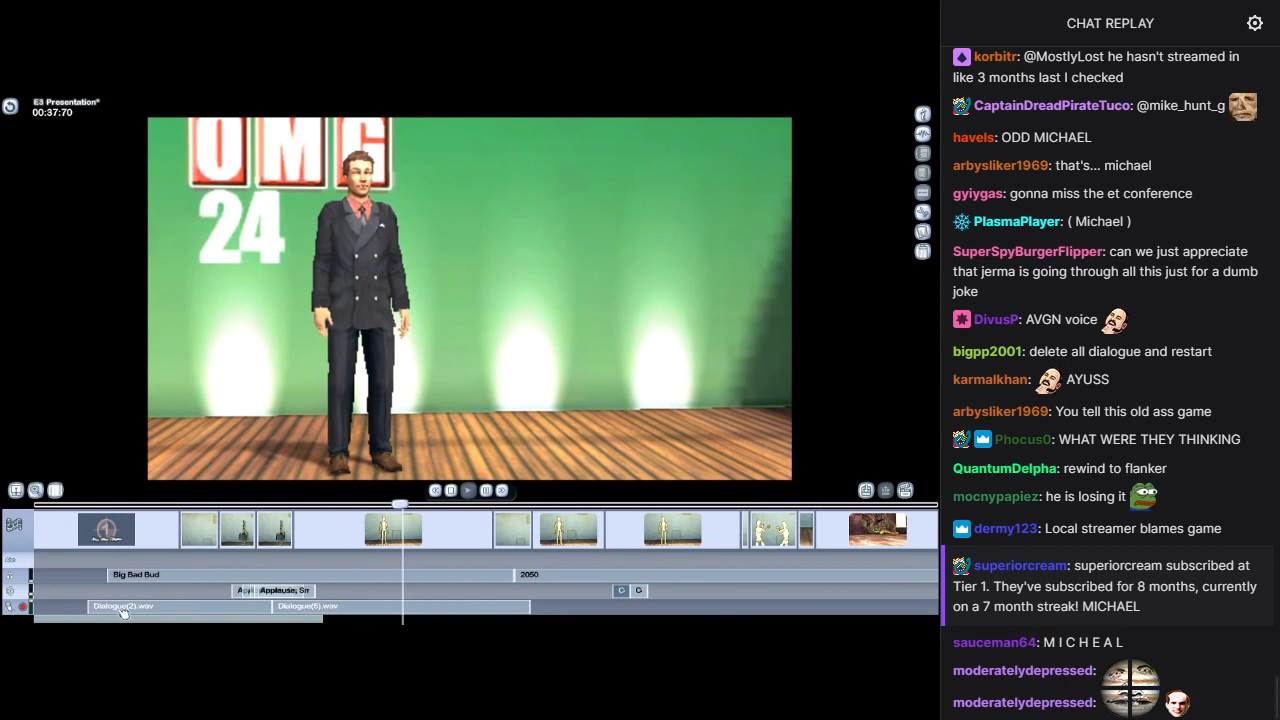 E3 Presentation*
00:37:70
OMG
24
Big Bad Bud
2050
Applause, Sm
C
C
Dialogue(2).wav
Dialogue(5).wav
CHAT REPLAY
korbitr: @MostlyLost he hasn't streamed in
like 3 months last I checked
CaptainDreadPirateTuco: @mike_hunt_g
havels: ODD MICHAEL
arbysliker1969: that's... michael
gyiygas: gonna miss the et conference
PlasmaPlayer: ( Michael )
SuperSpyBurgerFlipper: can we just appreciate
that jerma is going through all this just for a dumb
joke
DivusP: AVGN voice
bigpp2001: delete all dialogue and restart
karmalkhan: AYUSS
arbysliker1969: You tell this old ass game
Phocus0: WHAT WERE THEY THINKING
QuantumDelpha: rewind to flanker
mocnypapiez: he is losing it
dermy123: Local streamer blames game
superiorcream: superiorcream subscribed at
Tier 1. They've subscribed for 8 months, currently
on a 7 month streak! MICHAEL
sauceman64: M I C H E A L
moderatelydepressed:
moderatelydepressed: